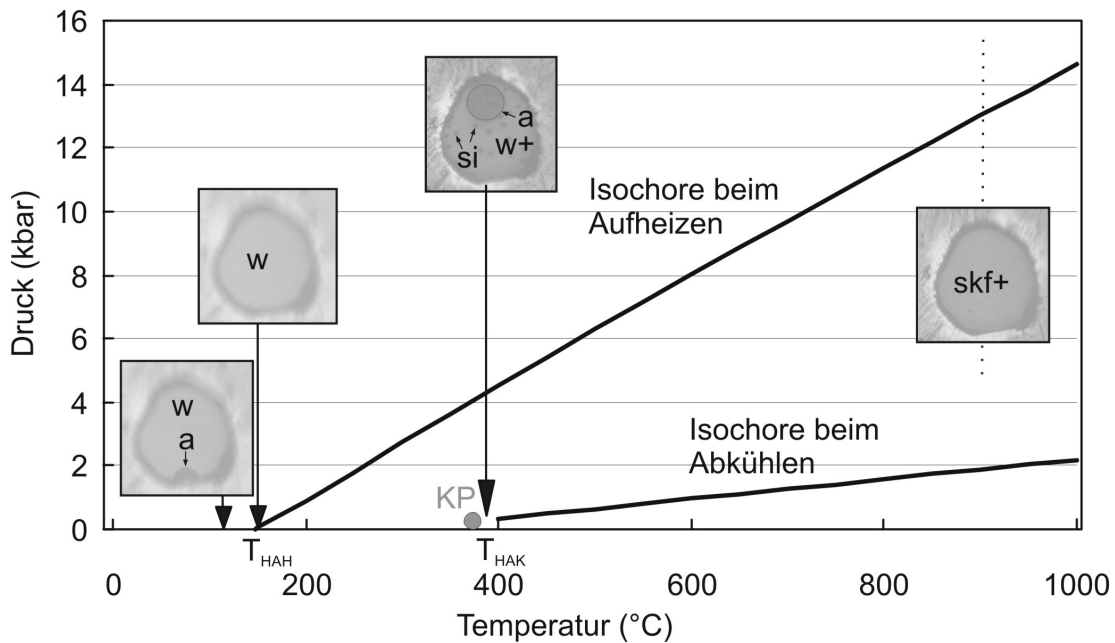 16
14
12
10
8
6
4
2
0
Druck (kbar)
a
si
w+
Isochore beim
Aufheizen
w
skf+
w
a
Isochore beim
Abkühlen
KP
T HAH
T HAK
0
200
400
600
800
1000
Temperatur (°C)